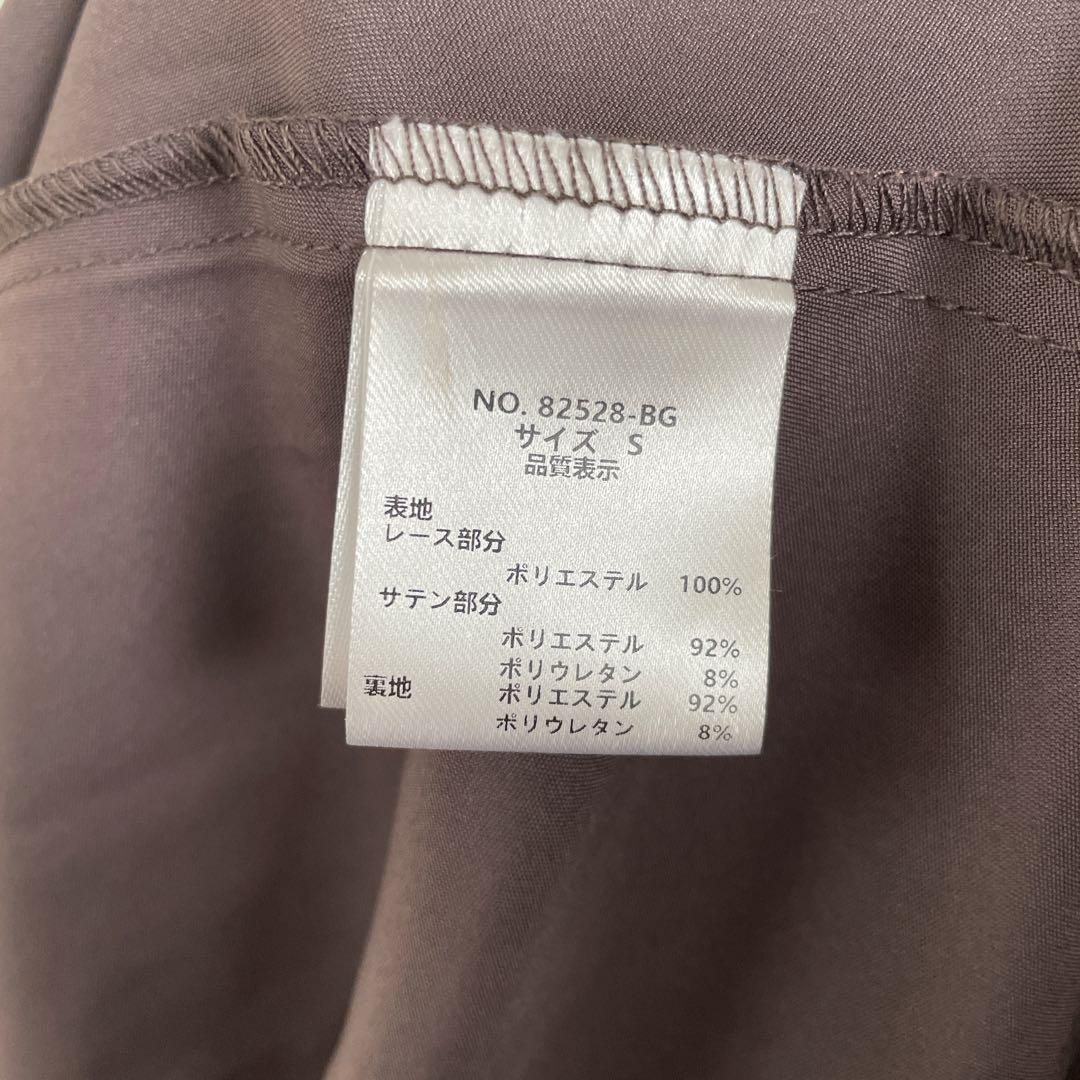 NO. 82528-BG
サイズ S
品質表示
表地
レース部分
ポリエステル 100%
サテン部分
ポリエステル 92%
ポリウレタン 8%
裏地 ポリエステル 92%
ポリウレタン 8%